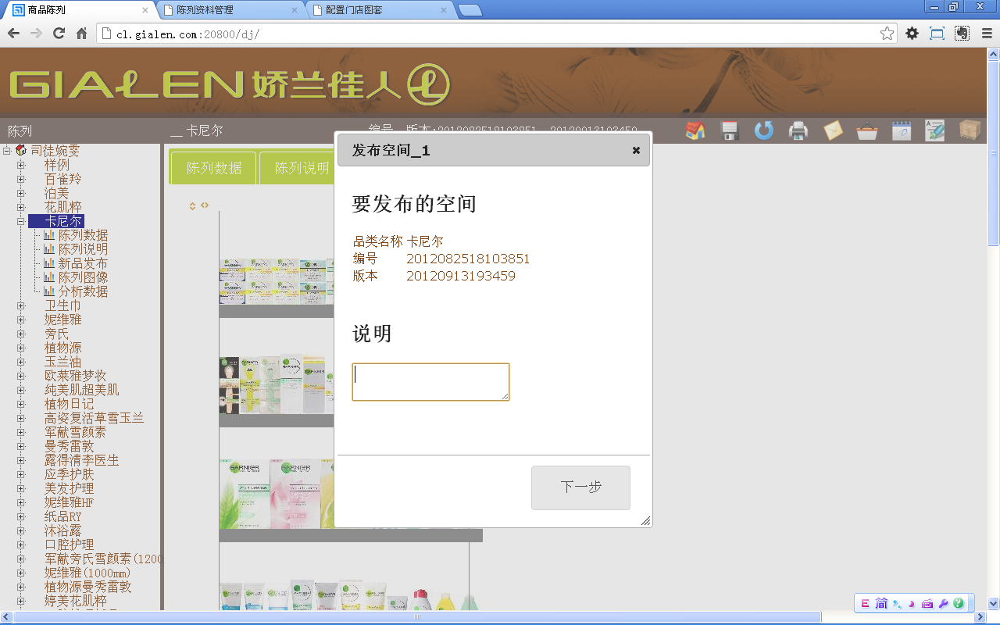 商品陈列
陈列资料管理
配置门店图套
cl.gialen.com:20800/dj/
GIALEN 娇兰佳人
陈列
__ 卡尼尔
编号 版本:2012082518103851 20120913193459
司徒婉雯
样例
百雀羚
泊美
花肌粹
卡尼尔
陈列数据
陈列说明
新品发布
陈列图像
分析数据
卫生巾
妮维雅
旁氏
植物源
玉兰油
欧莱雅梦妆
纯美肌超美肌
植物日记
高姿复活草雪玉兰
军献雪颜素
曼秀雷敦
露得清李医生
应季护肤
美发护理
妮维雅HF
纸品RY
沐浴露
口腔护理
军献旁氏雪颜素(1200
妮维雅(1000mm)
植物源曼秀雷敦
婷美花肌粹
陈列数据
陈列说明
GARNIER
GARNIER
发布空间_1
要发布的空间
品类名称 卡尼尔
编号 2012082518103851
版本 20120913193459
说明
下一步
E 简